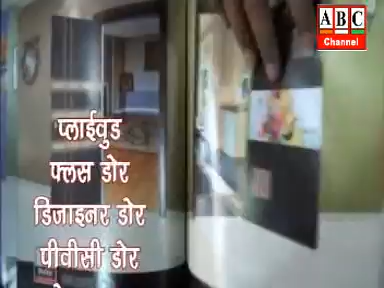 ABC
Channel
प्लाईवुड
फ्लस डोर
डिजाइनर डोर
पीवीसी डोर